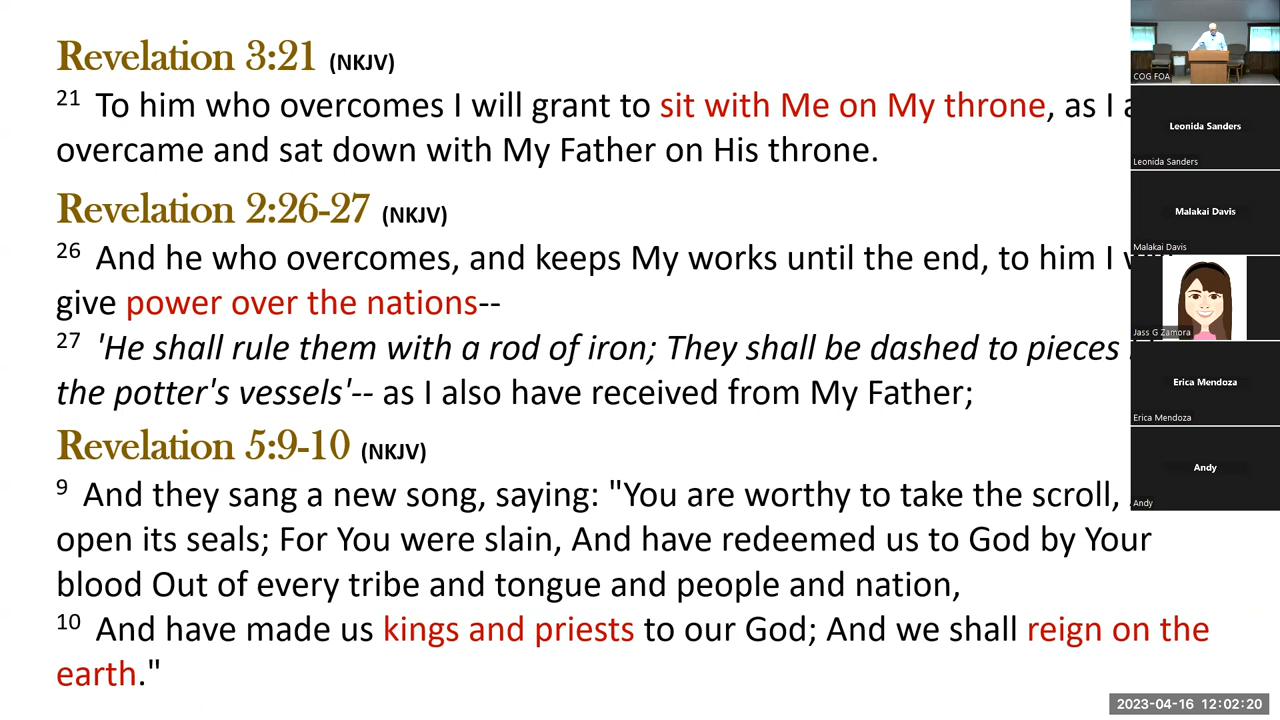 Revelation 3:21 (NKJV)
21 To him who overcomes I will grant to sit with Me on My throne, as I a
overcame and sat down with My Father on His throne.
Revelation 2:26-27 (NKJV)
26 And he who overcomes, and keeps My works until the end, to him I
give power over the nations--
27 'He shall rule them with a rod of iron; They shall be dashed to pieces
the potter's vessels'-- as I also have received from My Father;
Revelation 5:9-10 (NKJV)
9 And they sang a new song, saying: "You are worthy to take the scroll,
open its seals; For You were slain, And have redeemed us to God by Your
blood Out of every tribe and tongue and people and nation,
10 And have made us kings and priests to our God; And we shall reign on the
earth."
COG FOA
Leonida Sanders
Leonida Sanders
Malakai Davis
Malakai Davis
Jass G Zamora
Erica Mendoza
Erica Mendoza
Andy
Andy
2023-04-16 12:02:20